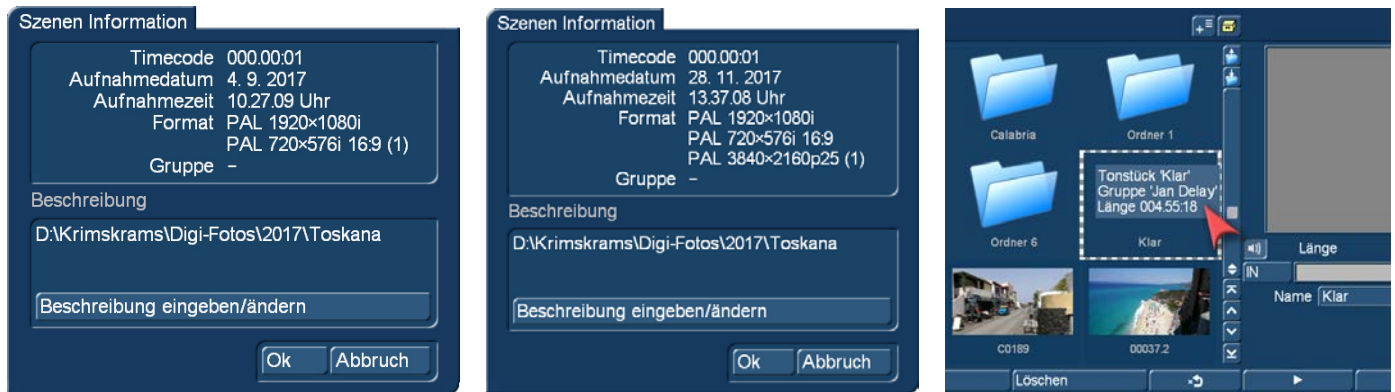 Szenen Information
Timecode 000.00:01
Aufnahmedatum 4. 9. 2017
Aufnahmezeit 10.27.09 Uhr
Format PAL 1920×1080i
PAL 720×576i 16:9 (1)
Gruppe –
Beschreibung
D:\Krimskrams\Digi-Fotos\2017\Toskana
Beschreibung eingeben/ändern
Ok Abbruch
Szenen Information
Timecode 000.00:01
Aufnahmedatum 28. 11. 2017
Aufnahmezeit 13.37.08 Uhr
Format PAL 1920×1080i
PAL 720×576i 16:9
PAL 3840×2160p25 (1)
Gruppe –
Beschreibung
D:\Krimskrams\Digi-Fotos\2017\Toskana
Beschreibung eingeben/ändern
Ok Abbruch
Calabria Ordner 1
Tonstück 'Klar'
Gruppe 'Jan Delay'
Länge 004.55:18
Ordner 6 Klar
Länge
IN
Name Klar
C0189 00037.2
Löschen